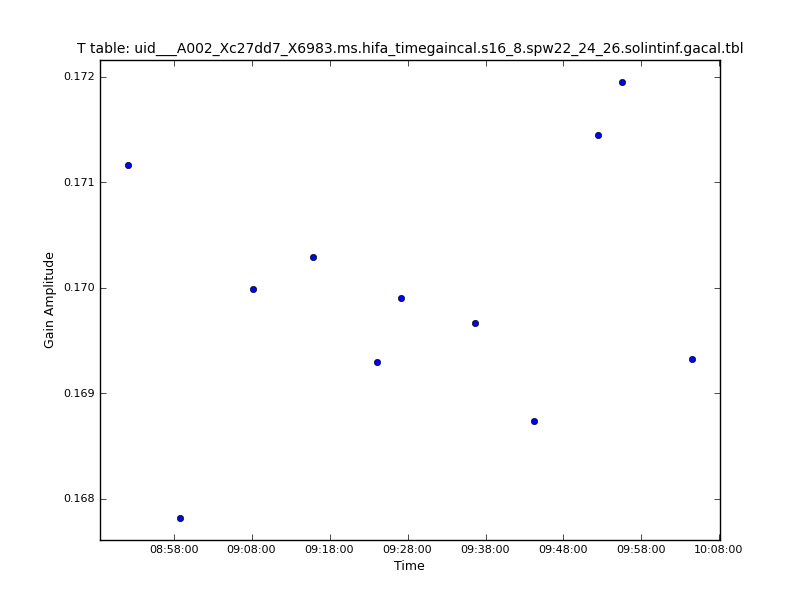 T table: uid___A002_Xc27dd7_X6983.ms.hifa_timegaincal.s16_8.spw22_24_26.solintinf.gacal.tbl
0.172
0.171
0.170
0.169
0.168
Gain Amplitude
08:58:00 09:08:00 09:18:00 09:28:00 09:38:00 09:48:00 09:58:00 10:08:00
Time